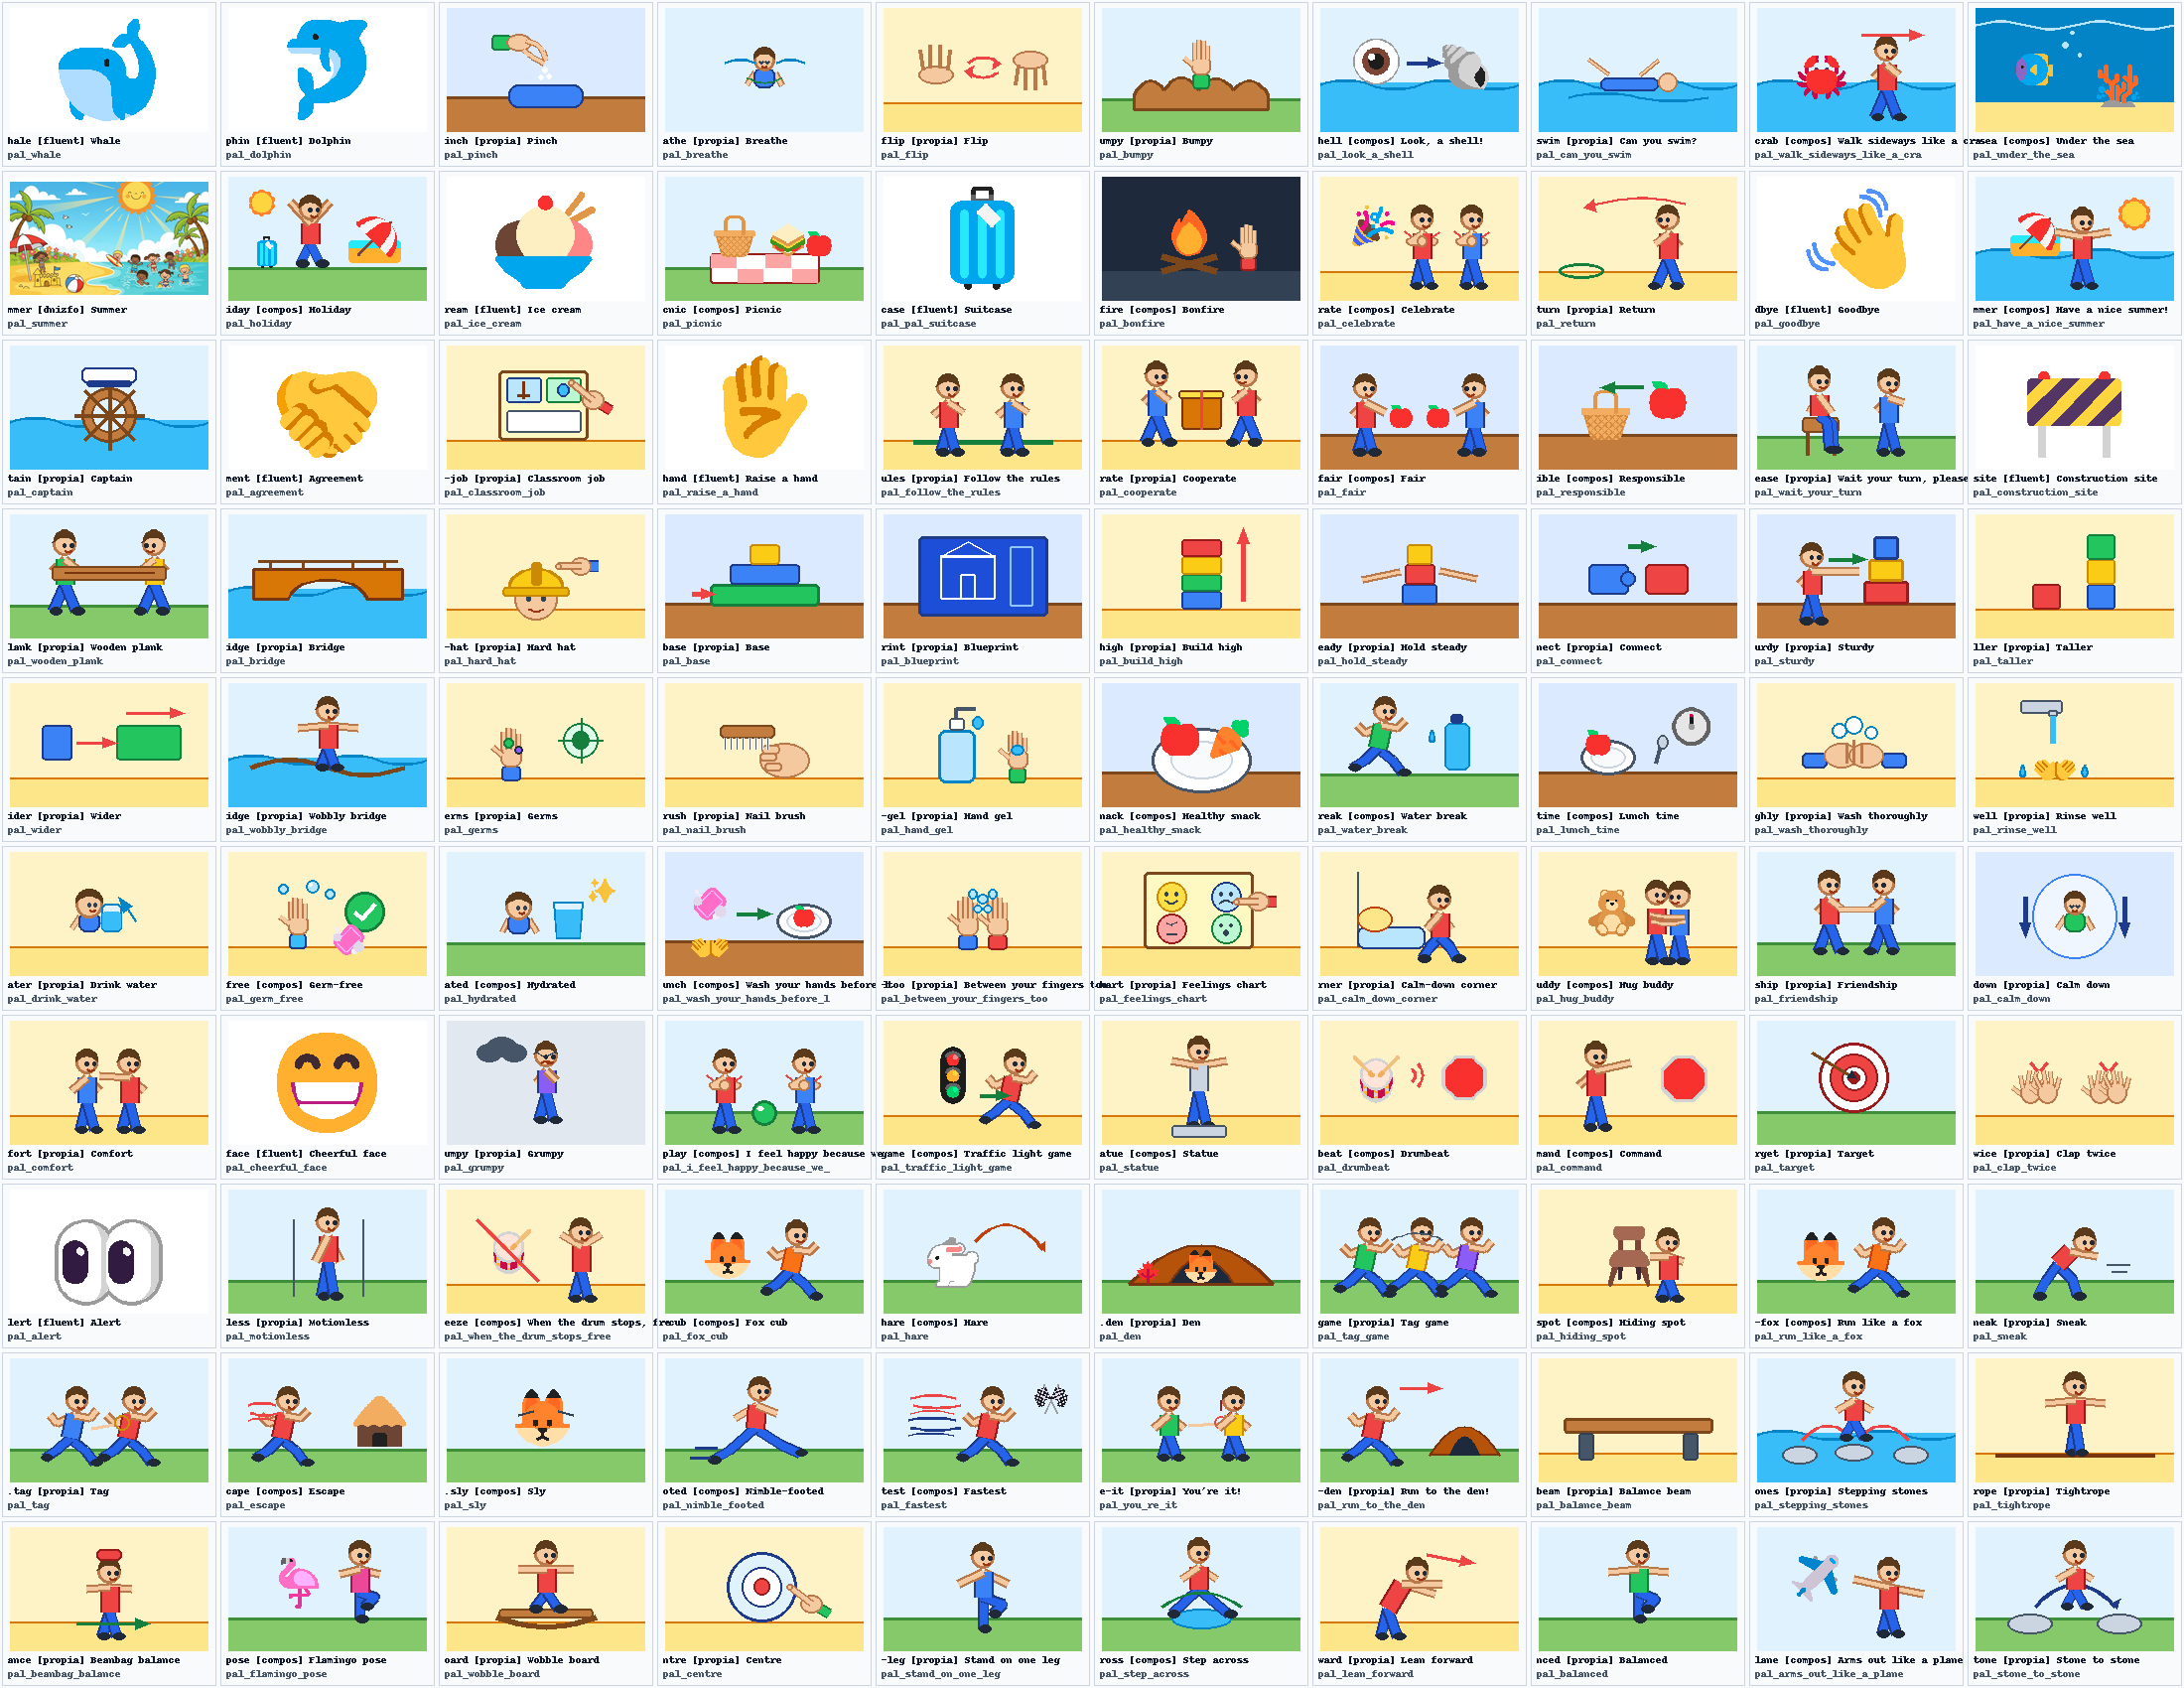 hale [fluent] Whale
pal_whale
phin [fluent] Dolphin
pal_dolphin
inch [propia] Pinch
pal_pinch
athe [propia] Breathe
pal_breathe
flip [propia] Flip
pal_flip
umpy [propia] Bumpy
pal_bumpy
hell [compos] Look, a shell!
pal_look_a_shell
swim [propia] Can you swim?
pal_can_you_swim
crab [compos] Walk sideways like a cra
pal_walk_sideways_like_a_cra
sea [compos] Under the sea
pal_under_the_sea
mmer [dnizfo] Summer
pal_summer
iday [compos] Holiday
pal_holiday
ream [fluent] Ice cream
pal_ice_cream
cnic [compos] Picnic
pal_picnic
case [fluent] Suitcase
pal_pal_suitcase
fire [compos] Bonfire
pal_bonfire
rate [compos] Celebrate
pal_celebrate
turn [propia] Return
pal_return
dbye [fluent] Goodbye
pal_goodbye
mmer [compos] Have a nice summer!
pal_have_a_nice_summer
tain [propia] Captain
pal_captain
ment [fluent] Agreement
pal_agreement
-job [propia] Classroom job
pal_classroom_job
hand [fluent] Raise a hand
pal_raise_a_hand
ules [propia] Follow the rules
pal_follow_the_rules
rate [propia] Cooperate
pal_cooperate
fair [compos] Fair
pal_fair
ible [compos] Responsible
pal_responsible
ease [propia] Wait your turn, please
pal_wait_your_turn
site [fluent] Construction site
pal_construction_site
lank [propia] Wooden plank
pal_wooden_plank
idge [propia] Bridge
pal_bridge
-hat [propia] Hard hat
pal_hard_hat
base [propia] Base
pal_base
rint [propia] Blueprint
pal_blueprint
high [propia] Build high
pal_build_high
eady [propia] Hold steady
pal_hold_steady
nect [propia] Connect
pal_connect
urdy [propia] Sturdy
pal_sturdy
ller [propia] Taller
pal_taller
ider [propia] Wider
pal_wider
idge [propia] Wobbly bridge
pal_wobbly_bridge
erms [propia] Germs
pal_germs
rush [propia] Nail brush
pal_nail_brush
-gel [propia] Hand gel
pal_hand_gel
nack [compos] Healthy snack
pal_healthy_snack
reak [compos] Water break
pal_water_break
time [compos] Lunch time
pal_lunch_time
ghly [propia] Wash thoroughly
pal_wash_thoroughly
well [propia] Rinse well
pal_rinse_well
ater [propia] Drink water
pal_drink_water
free [compos] Germ-free
pal_germ_free
ated [compos] Hydrated
pal_hydrated
unch [compos] Wash your hands before l
pal_wash_your_hands_before_l
-too [propia] Between your fingers too
pal_between_your_fingers_too
hart [propia] Feelings chart
pal_feelings_chart
rner [propia] Calm-down corner
pal_calm_down_corner
uddy [compos] Hug buddy
pal_hug_buddy
ship [propia] Friendship
pal_friendship
down [propia] Calm down
pal_calm_down
fort [propia] Comfort
pal_comfort
face [fluent] Cheerful face
pal_cheerful_face
umpy [propia] Grumpy
pal_grumpy
play [compos] I feel happy because we
pal_i_feel_happy_because_we_
game [compos] Traffic light game
pal_traffic_light_game
atue [compos] Statue
pal_statue
beat [compos] Drumbeat
pal_drumbeat
mand [compos] Command
pal_command
rget [propia] Target
pal_target
wice [propia] Clap twice
pal_clap_twice
lert [fluent] Alert
pal_alert
less [propia] Motionless
pal_motionless
eeze [compos] When the drum stops, fre
pal_when_the_drum_stops_free
cub [compos] Fox cub
pal_fox_cub
hare [compos] Hare
pal_hare
.den [propia] Den
pal_den
game [propia] Tag game
pal_tag_game
spot [compos] Hiding spot
pal_hiding_spot
-fox [compos] Run like a fox
pal_run_like_a_fox
neak [propia] Sneak
pal_sneak
.tag [propia] Tag
pal_tag
cape [compos] Escape
pal_escape
.sly [compos] Sly
pal_sly
oted [compos] Nimble-footed
pal_nimble_footed
test [compos] Fastest
pal_fastest
e-it [propia] You're it!
pal_you_re_it
-den [propia] Run to the den!
pal_run_to_the_den
beam [propia] Balance beam
pal_balance_beam
ones [propia] Stepping stones
pal_stepping_stones
rope [propia] Tightrope
pal_tightrope
ance [propia] Beanbag balance
pal_beanbag_balance
pose [compos] Flamingo pose
pal_flamingo_pose
oard [propia] Wobble board
pal_wobble_board
ntre [propia] Centre
pal_centre
-leg [propia] Stand on one leg
pal_stand_on_one_leg
ross [compos] Step across
pal_step_across
ward [propia] Lean forward
pal_lean_forward
nced [propia] Balanced
pal_balanced
lane [compos] Arms out like a plane
pal_arms_out_like_a_plane
tone [propia] Stone to stone
pal_stone_to_stone